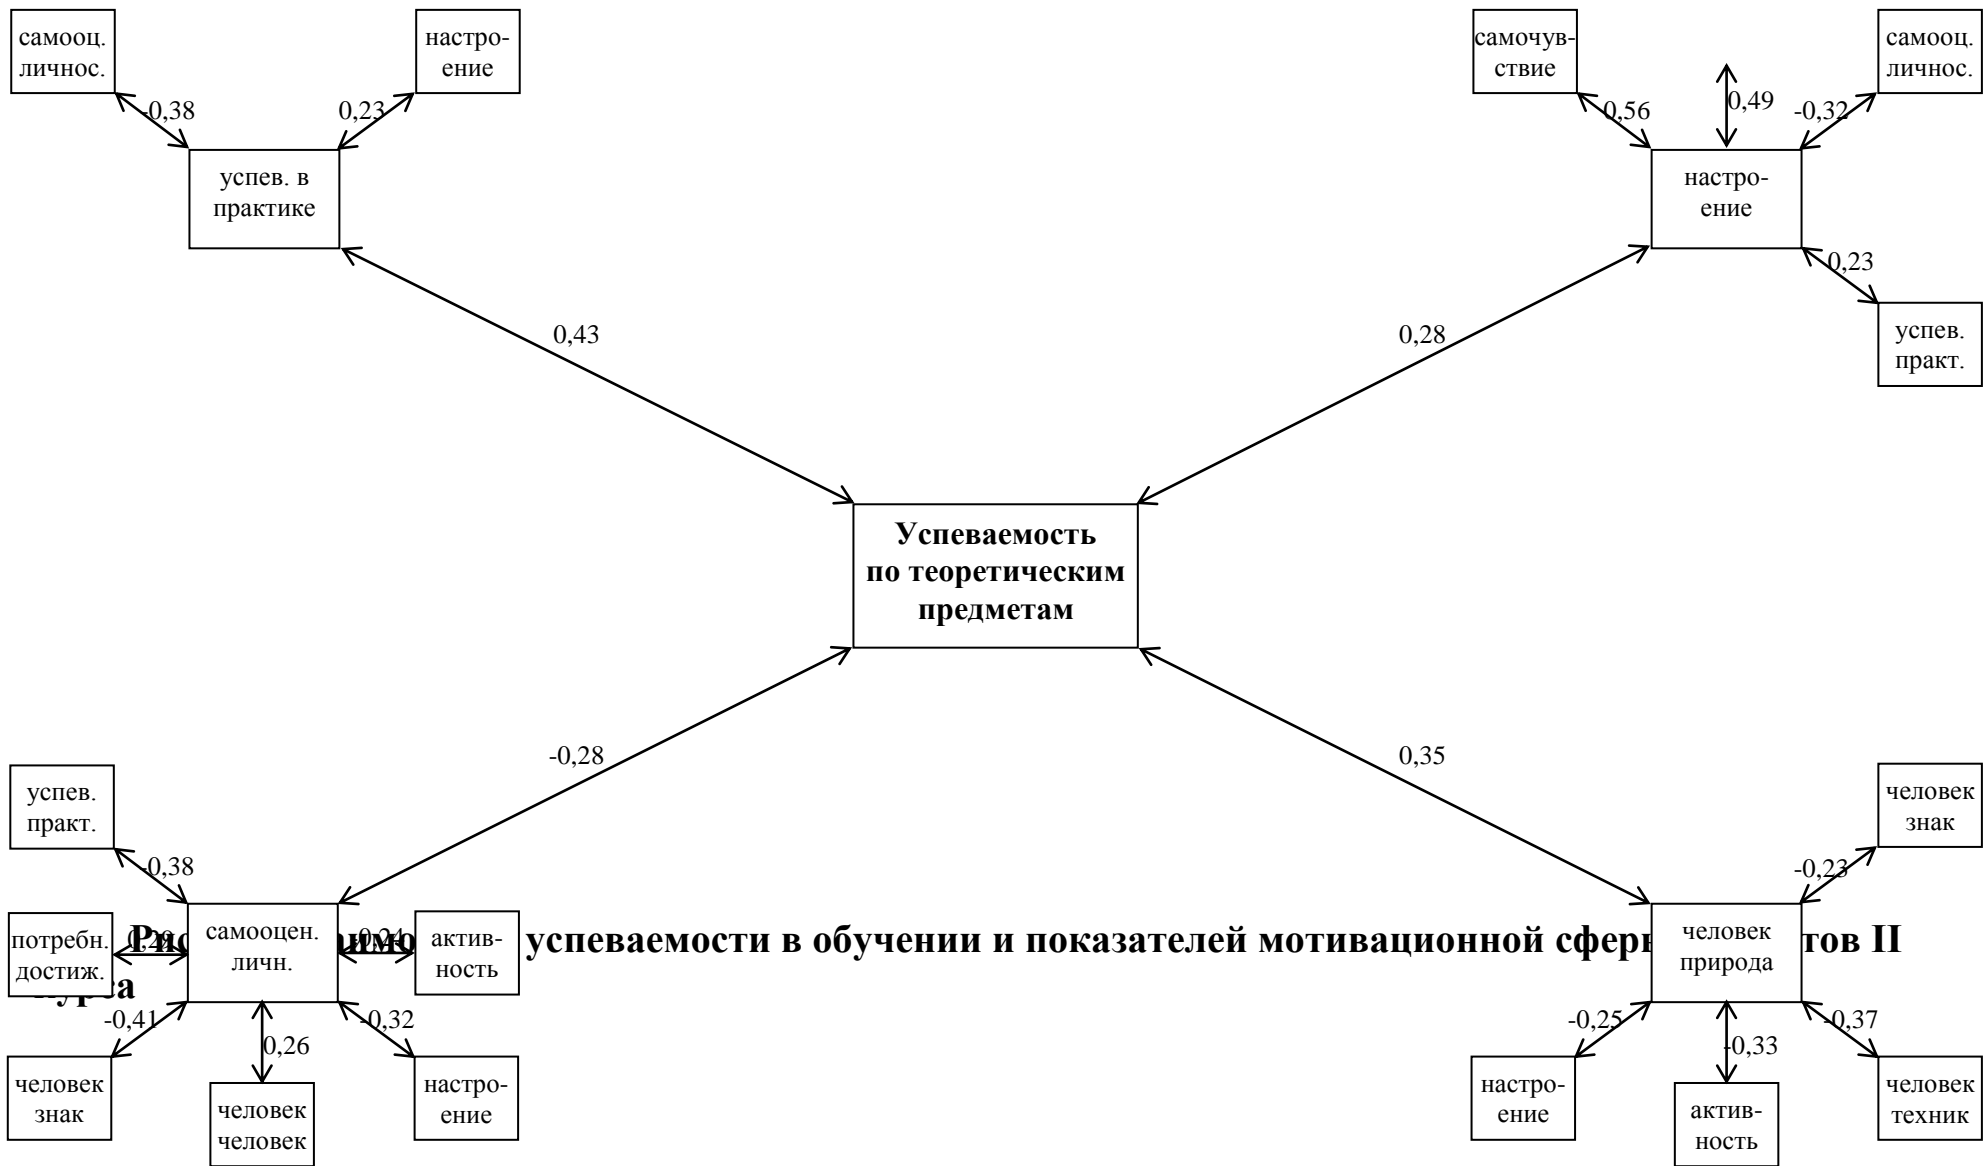 самооц.
личнос.
настро-
ение
-0,38
0,23
успев. в
практике
самочув-
ствие
самооц.
личнос.
0,56
0,49
-0,32
настро-
ение
0,23
успев.
практ.
0,43
0,28
Успеваемость
по теоретическим
предметам
-0,28
0,35
успев.
практ.
-0,38
человек
знак
-0,23
потребн.
достиж.
самооцен.
личн.
актив-
ность
успеваемости в обучении и показателей мотивационной
II
человек
природа
-0,41
0,26
-0,32
человек
знак
человек
человек
настро-
ение
-0,25
-0,33
-0,37
настро-
ение
актив-
ность
человек
техник